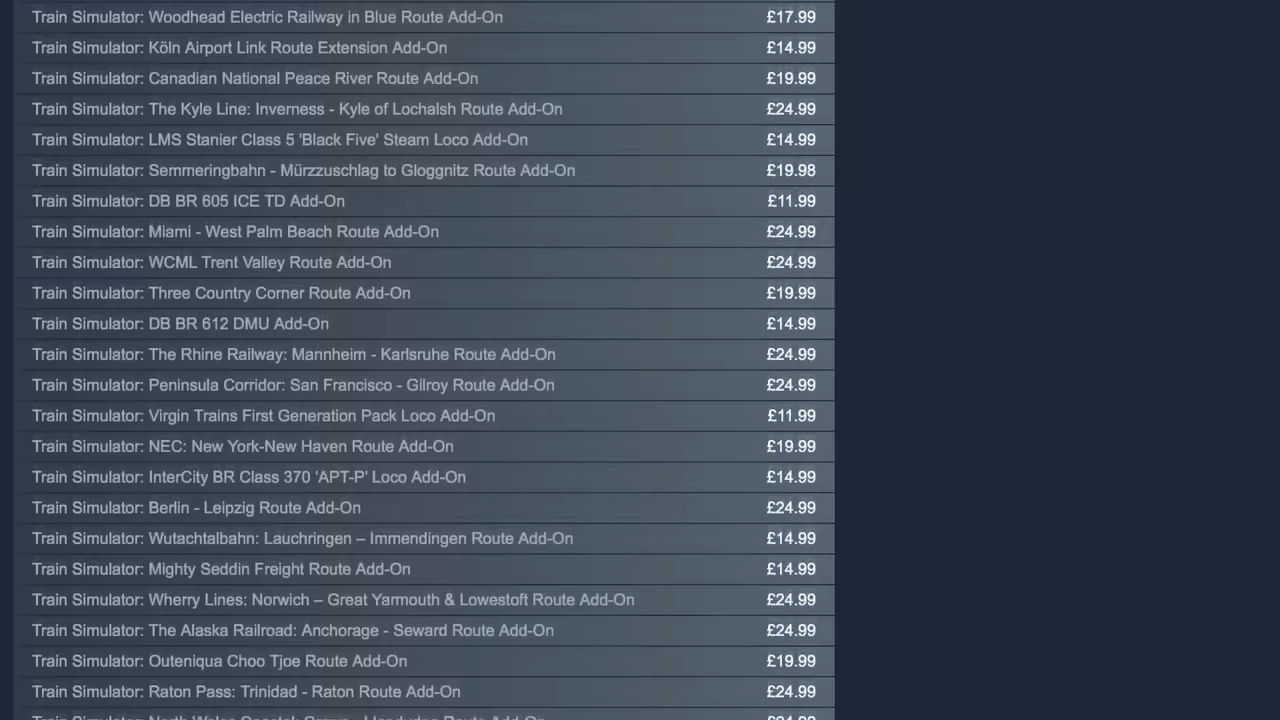 Train Simulator: Woodhead Electric Railway in Blue Route Add-On £17.99
Train Simulator: Köln Airport Link Route Extension Add-On £14.99
Train Simulator: Canadian National Peace River Route Add-On £19.99
Train Simulator: The Kyle Line: Inverness - Kyle of Lochalsh Route Add-On £24.99
Train Simulator: LMS Stanier Class 5 'Black Five' Steam Loco Add-On £14.99
Train Simulator: Semmeringbahn - Mürzzuschlag to Gloggnitz Route Add-On £19.98
Train Simulator: DB BR 605 ICE TD Add-On £11.99
Train Simulator: Miami - West Palm Beach Route Add-On £24.99
Train Simulator: WCML Trent Valley Route Add-On £24.99
Train Simulator: Three Country Corner Route Add-On £19.99
Train Simulator: DB BR 612 DMU Add-On £14.99
Train Simulator: The Rhine Railway: Mannheim - Karlsruhe Route Add-On £24.99
Train Simulator: Peninsula Corridor: San Francisco - Gilroy Route Add-On £24.99
Train Simulator: Virgin Trains First Generation Pack Loco Add-On £11.99
Train Simulator: NEC: New York-New Haven Route Add-On £19.99
Train Simulator: InterCity BR Class 370 'APT-P' Loco Add-On £14.99
Train Simulator: Berlin - Leipzig Route Add-On £24.99
Train Simulator: Wutachtalbahn: Lauchringen – Immendingen Route Add-On £14.99
Train Simulator: Mighty Seddin Freight Route Add-On £14.99
Train Simulator: Wherry Lines: Norwich – Great Yarmouth & Lowestoft Route Add-On £24.99
Train Simulator: The Alaska Railroad: Anchorage - Seward Route Add-On £24.99
Train Simulator: Outeniqua Choo Tjoe Route Add-On £19.99
Train Simulator: Raton Pass: Trinidad - Raton Route Add-On £24.99